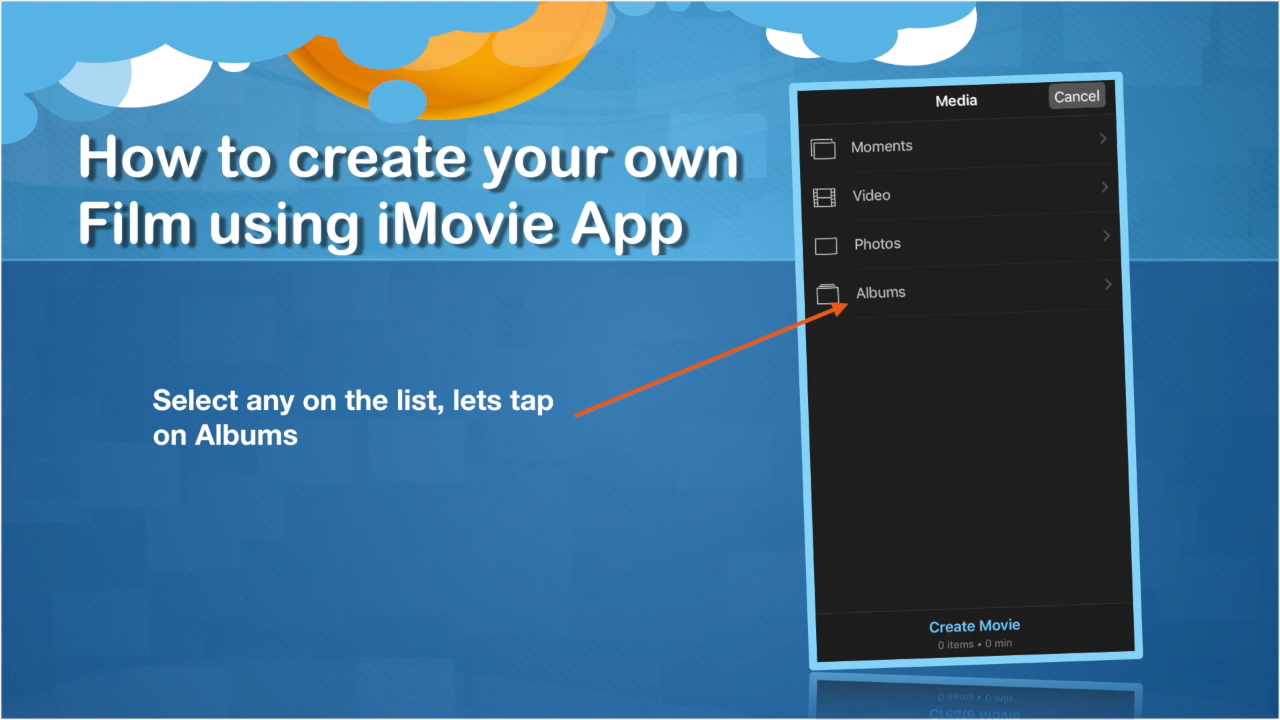 How to create your own
Film using iMovie App
Media
Cancel
Moments
Video
Photos
Albums
Select any on the list, lets tap
on Albums
Create Movie
0 items • 0 min